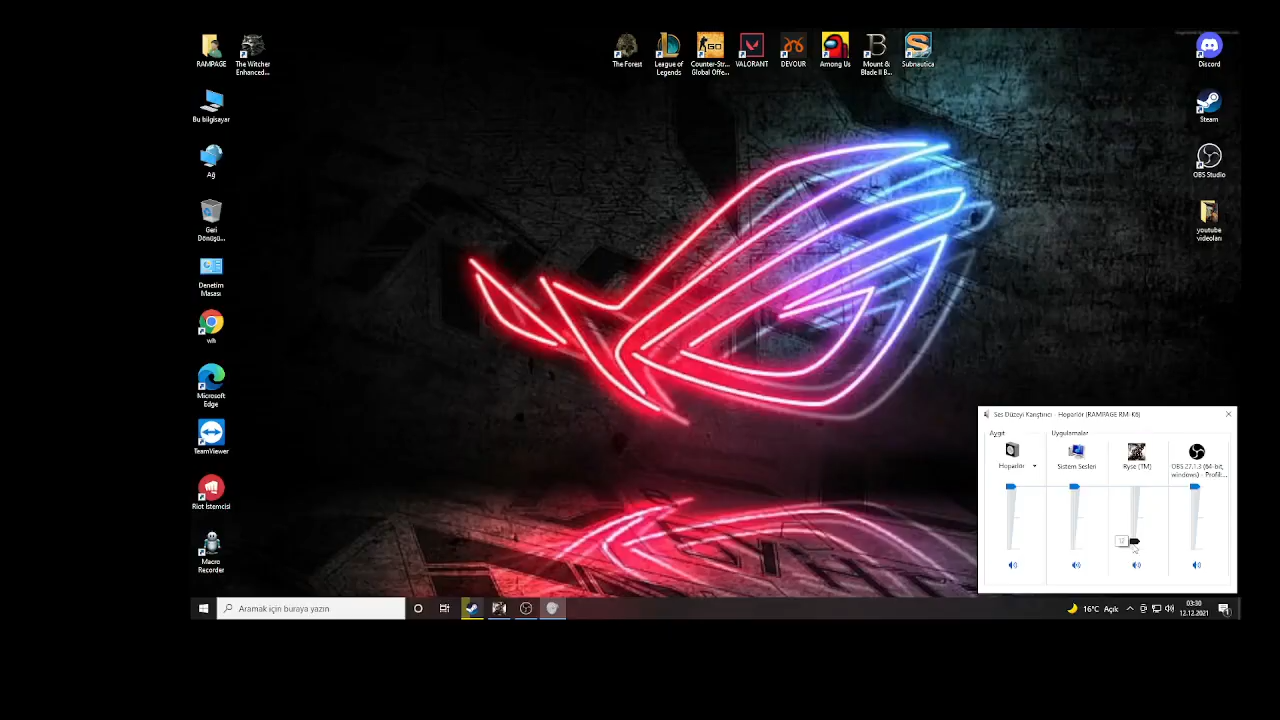 RAMPAGE
The Witcher
Enhanced...
The Forest
League of
Legends
Counter-Str...
Global Offe...
VALORANT
DEVOUR
Among Us
Mount &
Blade II B...
Subnautica
Discord
Bu bilgisayar
Steam
Ağ
OBS Studio
Geri
Dönüşü...
youtube
videoları
Denetim
Masası
Microsoft
Edge
TeamViewer
Riot İstemcisi
Macro
Recorder
Ses Düzeyi Karıştırıcı - Hoparlör (RAMPAGE RM-K6)
Aygıt
Uygulamalar
Hoparlör
Sistem Sesleri
Ryse (TM)
OBS 27.1.3 (64-bit,
windows) - Profil:...
Aramak için buraya yazın
16°C Açık
03:30
12.12.2021